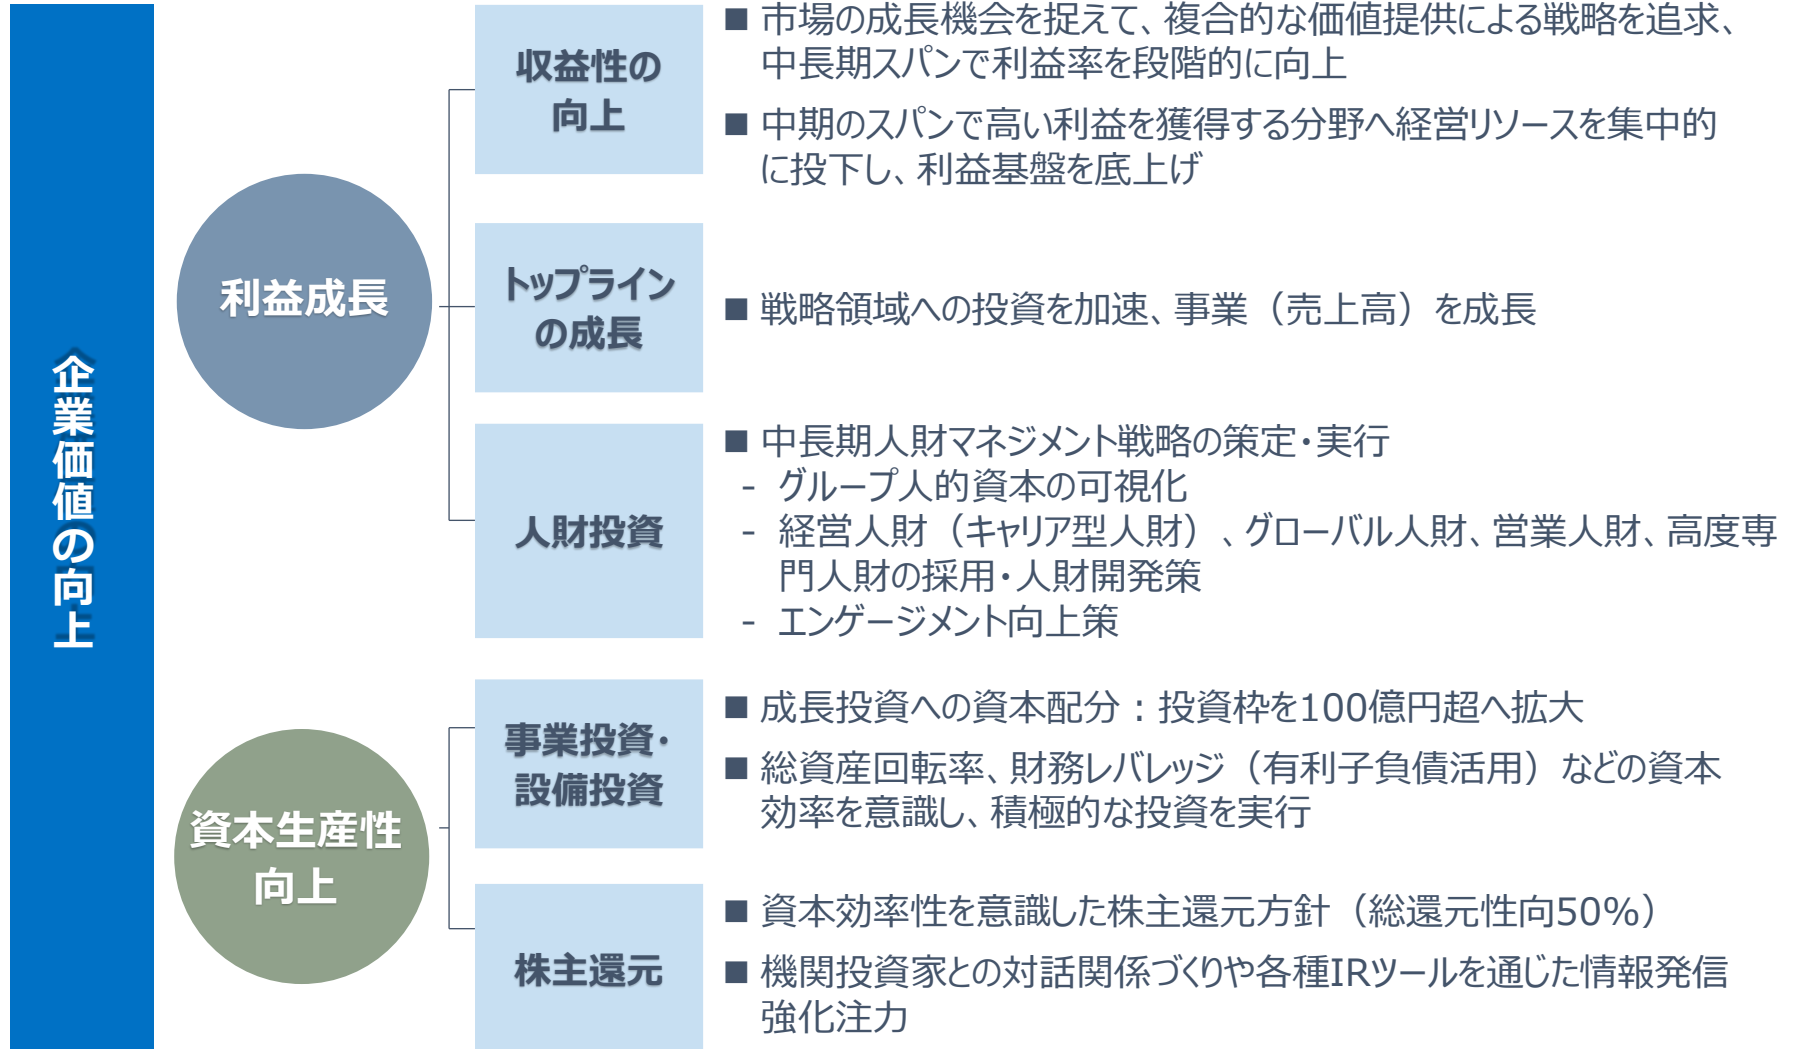 企業価値の向上
利益成長
収益性の
向上
■ 市場の成長機会を捉えて、複合的な価値提供による戦略を追求、
中長期スパンで利益率を段階的に向上
■ 中期のスパンで高い利益を獲得する分野へ経営リソースを集中的
に投下し、利益基盤を底上げ
トップライン
の成長
■ 戦略領域への投資を加速、事業（売上高）を成長
人財投資
■ 中長期人財マネジメント戦略の策定・実行
- グループ人的資本の可視化
- 経営人財（キャリア型人財）、グローバル人財、営業人財、高度専
門人財の採用・人財開発策
- エンゲージメント向上策
資本生産性
向上
事業投資・
設備投資
■ 成長投資への資本配分：投資枠を100億円超へ拡大
■ 総資産回転率、財務レバレッジ（有利子負債活用）などの資本
効率を意識し、積極的な投資を実行
株主還元
■ 資本効率性を意識した株主還元方針（総還元性向50%）
■ 機関投資家との対話関係づくりや各種IRツールを通じた情報発信
強化注力